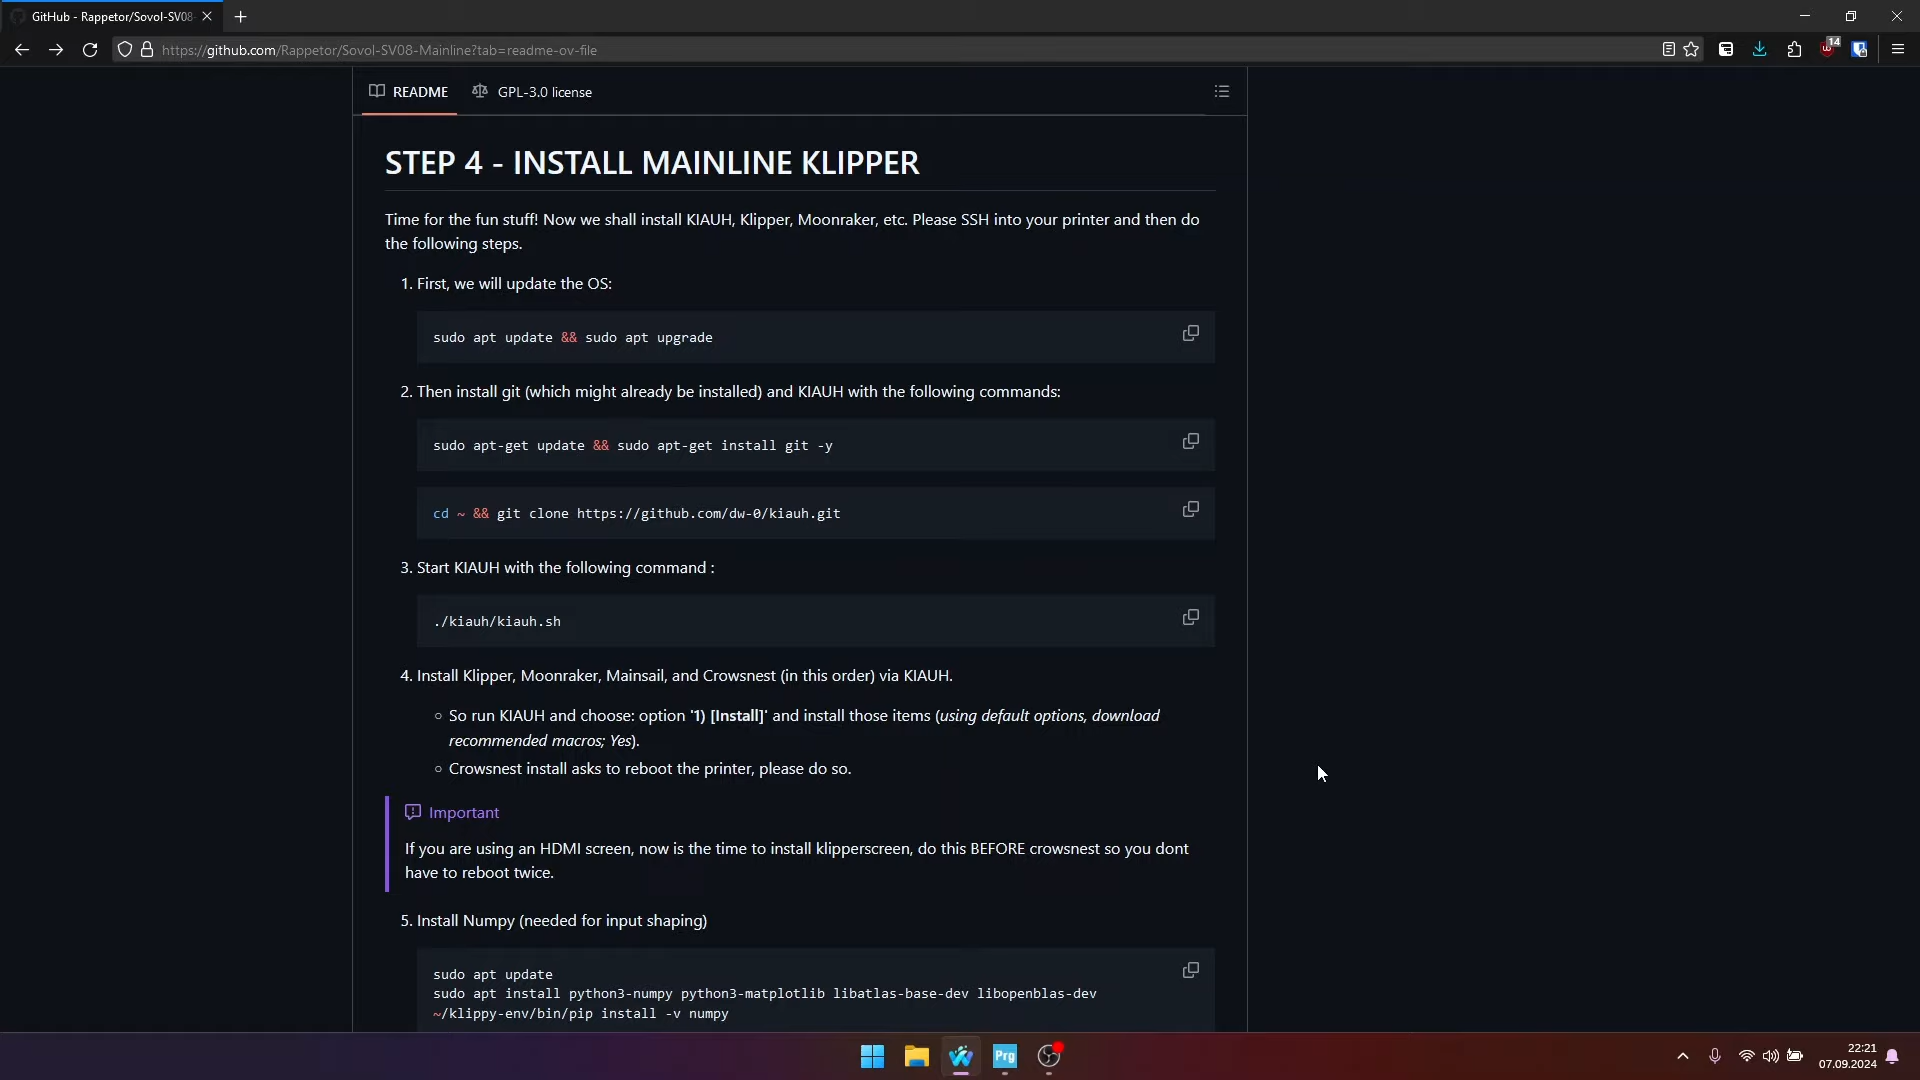 GitHub - Rappetor/Sovol-SV08-
https://github.com/Rappetor/Sovol-SV08-Mainline?tab=readme-ov-file
14
README
GPL-3.0 license
STEP 4 - INSTALL MAINLINE KLIPPER
Time for the fun stuff! Now we shall install KIAUH, Klipper, Moonraker, etc. Please SSH into your printer and then do
the following steps.
1. First, we will update the OS:
sudo apt update && sudo apt upgrade
2. Then install git (which might already be installed) and KIAUH with the following commands:
sudo apt-get update && sudo apt-get install git -y
cd ~ && git clone https://github.com/dw-0/kiauh.git
3. Start KIAUH with the following command :
./kiauh/kiauh.sh
4. Install Klipper, Moonraker, Mainsail, and Crowsnest (in this order) via KIAUH.
So run KIAUH and choose: option '1) [Install]' and install those items (using default options, download
recommended macros; Yes).
Crowsnest install asks to reboot the printer, please do so.
Important
If you are using an HDMI screen, now is the time to install klipperscreen, do this BEFORE crowsnest so you dont
have to reboot twice.
5. Install Numpy (needed for input shaping)
sudo apt update
sudo apt install python3-numpy python3-matplotlib libatlas-base-dev libopenblas-dev
~/klippy-env/bin/pip install -v numpy
Prg
22:21
07.09.2024